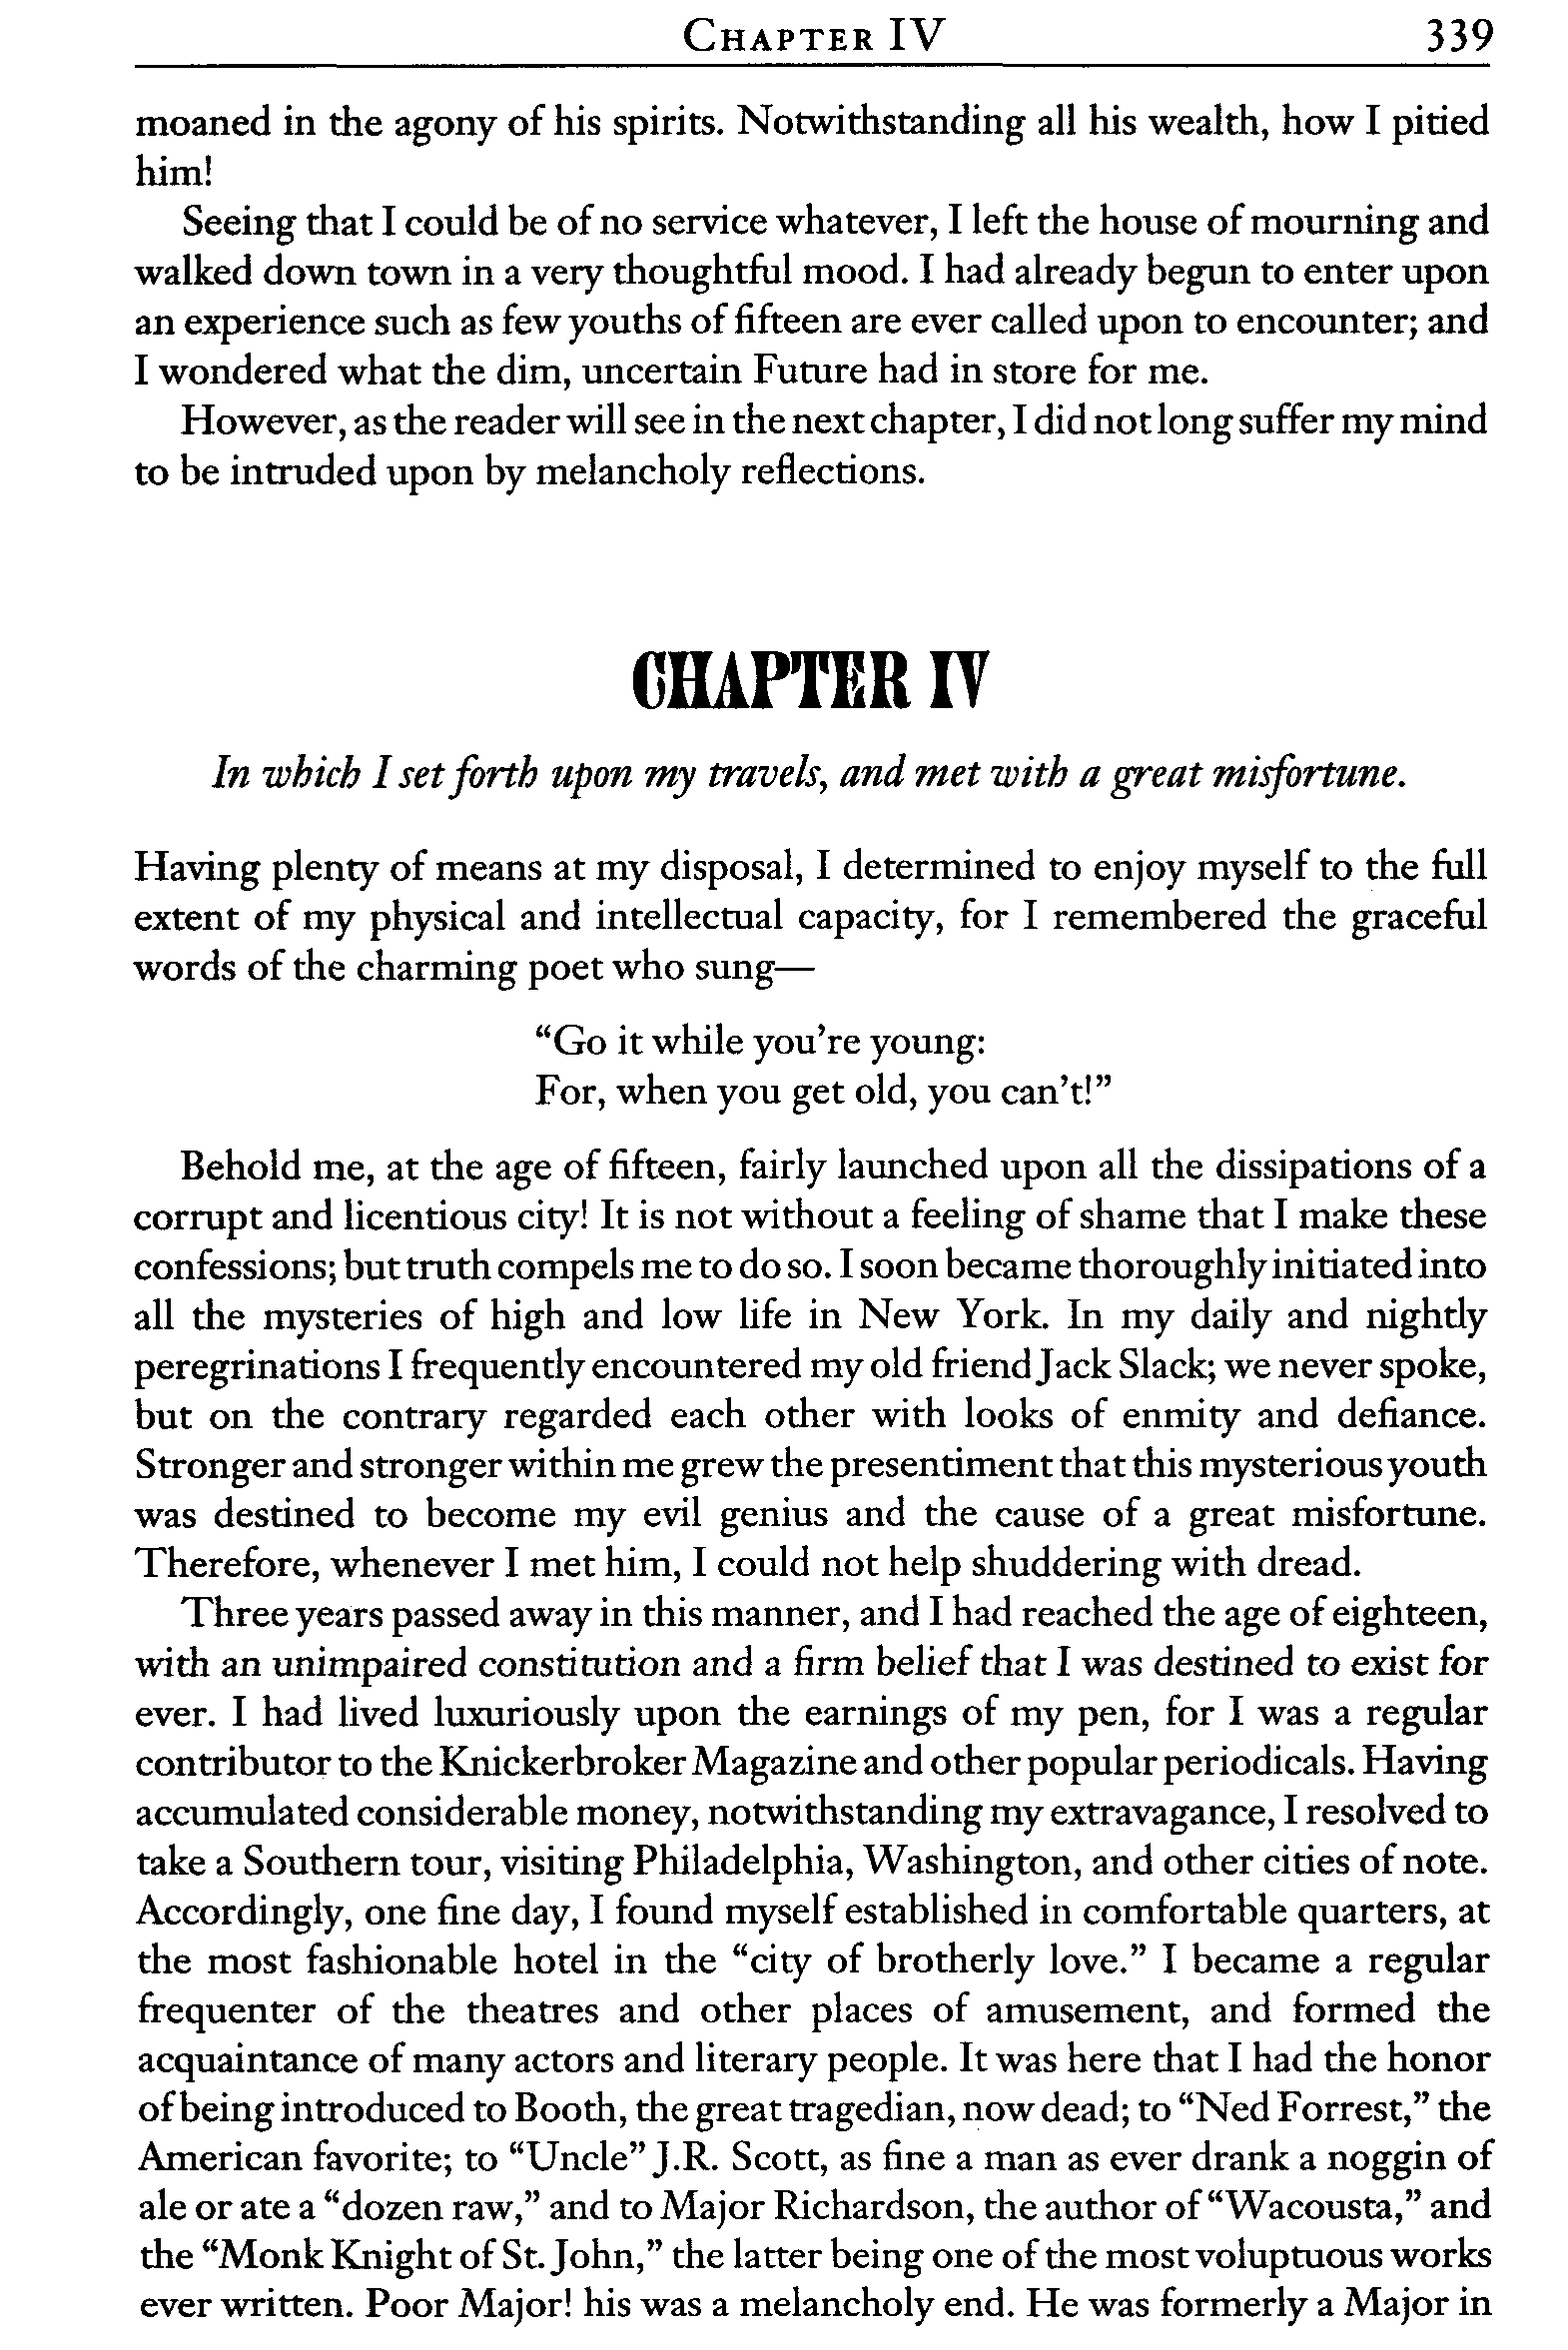 CHAPTER IV 339
moaned in the agony of his spirits. Notwithstanding all his wealth, how I pitied
him!
Seeing that I could be of no service whatever, I left the house of mourning and
walked down town in a very thoughtful mood. I had already begun to enter upon
an experience such as few youths of fifteen are ever called upon to encounter; and
I wondered what the dim, uncertain Future had in store for me.
However, as the reader will see in the next chapter, I did not long suffer my mind
to be intruded upon by melancholy reflections.
CHAPTER IV
In which I set forth upon my travels, and met with a great misfortune.
Having plenty of means at my disposal, I determined to enjoy myself to the full
extent of my physical and intellectual capacity, for I remembered the graceful
words of the charming poet who sung—
“Go it while you’re young:
For, when you get old, you can’t!”
Behold me, at the age of fifteen, fairly launched upon all the dissipations of a
corrupt and licentious city! It is not without a feeling of shame that I make these
confessions; but truth compels me to do so. I soon became thoroughly initiated into
all the mysteries of high and low life in New York. In my daily and nightly
peregrinations I frequently encountered my old friend Jack Slack; we never spoke,
but on the contrary regarded each other with looks of enmity and defiance.
Stronger and stronger within me grew the presentiment that this mysterious youth
was destined to become my evil genius and the cause of a great misfortune.
Therefore, whenever I met him, I could not help shuddering with dread.
Three years passed away in this manner, and I had reached the age of eighteen,
with an unimpaired constitution and a firm belief that I was destined to exist for
ever. I had lived luxuriously upon the earnings of my pen, for I was a regular
contributor to the Knickerbroker Magazine and other popular periodicals. Having
accumulated considerable money, notwithstanding my extravagance, I resolved to
take a Southern tour, visiting Philadelphia, Washington, and other cities of note.
Accordingly, one fine day, I found myself established in comfortable quarters, at
the most fashionable hotel in the “city of brotherly love.” I became a regular
frequenter of the theatres and other places of amusement, and formed the
acquaintance of many actors and literary people. It was here that I had the honor
of being introduced to Booth, the great tragedian, now dead; to “Ned Forrest,” the
American favorite; to “Uncle” J.R. Scott, as fine a man as ever drank a noggin of
ale or ate a “dozen raw,” and to Major Richardson, the author of “Wacousta,” and
the “Monk Knight of St. John,” the latter being one of the most voluptuous works
ever written. Poor Major! his was a melancholy end. He was formerly a Major in